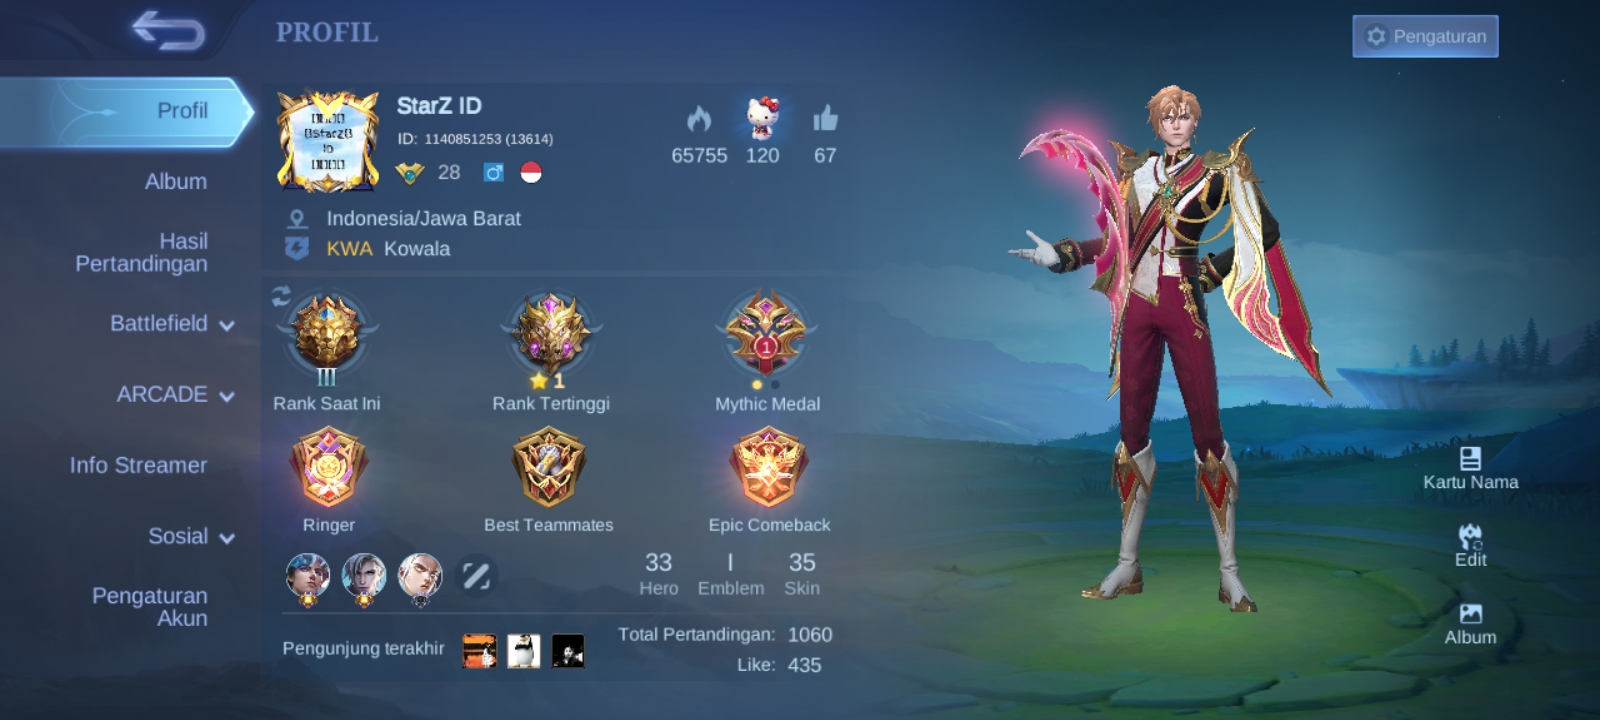 PROFIL
Pengaturan
Profil
Album
Hasil
Pertandingan
Battlefield
ARCADE
Info Streamer
Sosial
Pengaturan
Akun
StarZ ID
ID: 1140851253 (13614)
28
65755 120 67
Indonesia/Jawa Barat
KWA Kowala
III
1
1
Rank Saat Ini
Rank Tertinggi
Mythic Medal
Ringer
Best Teammates
Epic Comeback
33 I 35
Hero Emblem Skin
Pengunjung terakhir
Total Pertandingan: 1060
Like: 435
Kartu Nama
Edit
Album